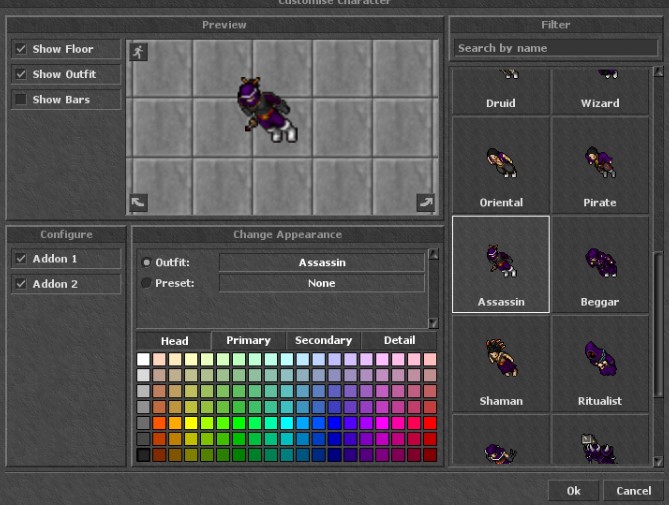 Customise Character
Preview
Show Floor
Show Outfit
Show Bars
Filter
Search by name
Druid
Wizard
Oriental
Pirate
Assassin
Beggar
Shaman
Ritualist
Configure
Addon 1
Addon 2
Change Appearance
Outfit:
Assassin
Preset:
None
Head
Primary
Secondary
Detail
Ok
Cancel